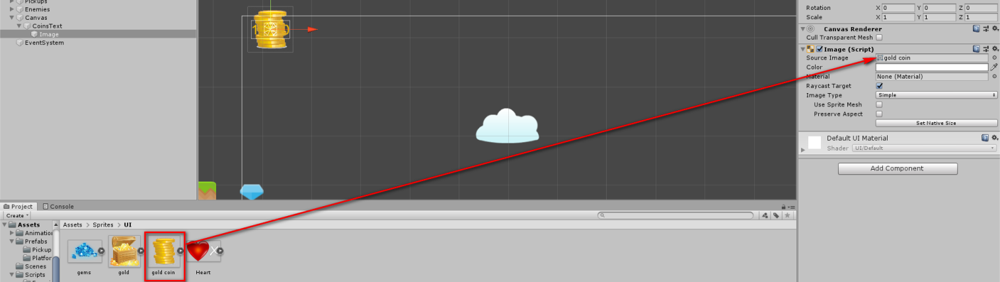 Pickups
Enemies
Canvas
CoinsText
Image
EventSystem
Rotation X 0 Y 0 Z 0
Scale X 1 Y 1 Z 1
Canvas Renderer
Cull Transparent Mesh
Image (Script)
Source Image gold coin
Color
Material None (Material)
Raycast Target
Image Type Simple
Use Sprite Mesh
Preserve Aspect
Set Native Size
Default UI Material
Shader UI/Default
Add Component
Project Console
Create
Assets
Animation
Prefabs
Pickup
Platfor
Scenes
Scripts
Assets > Sprites > UI
gems gold gold coin Heart